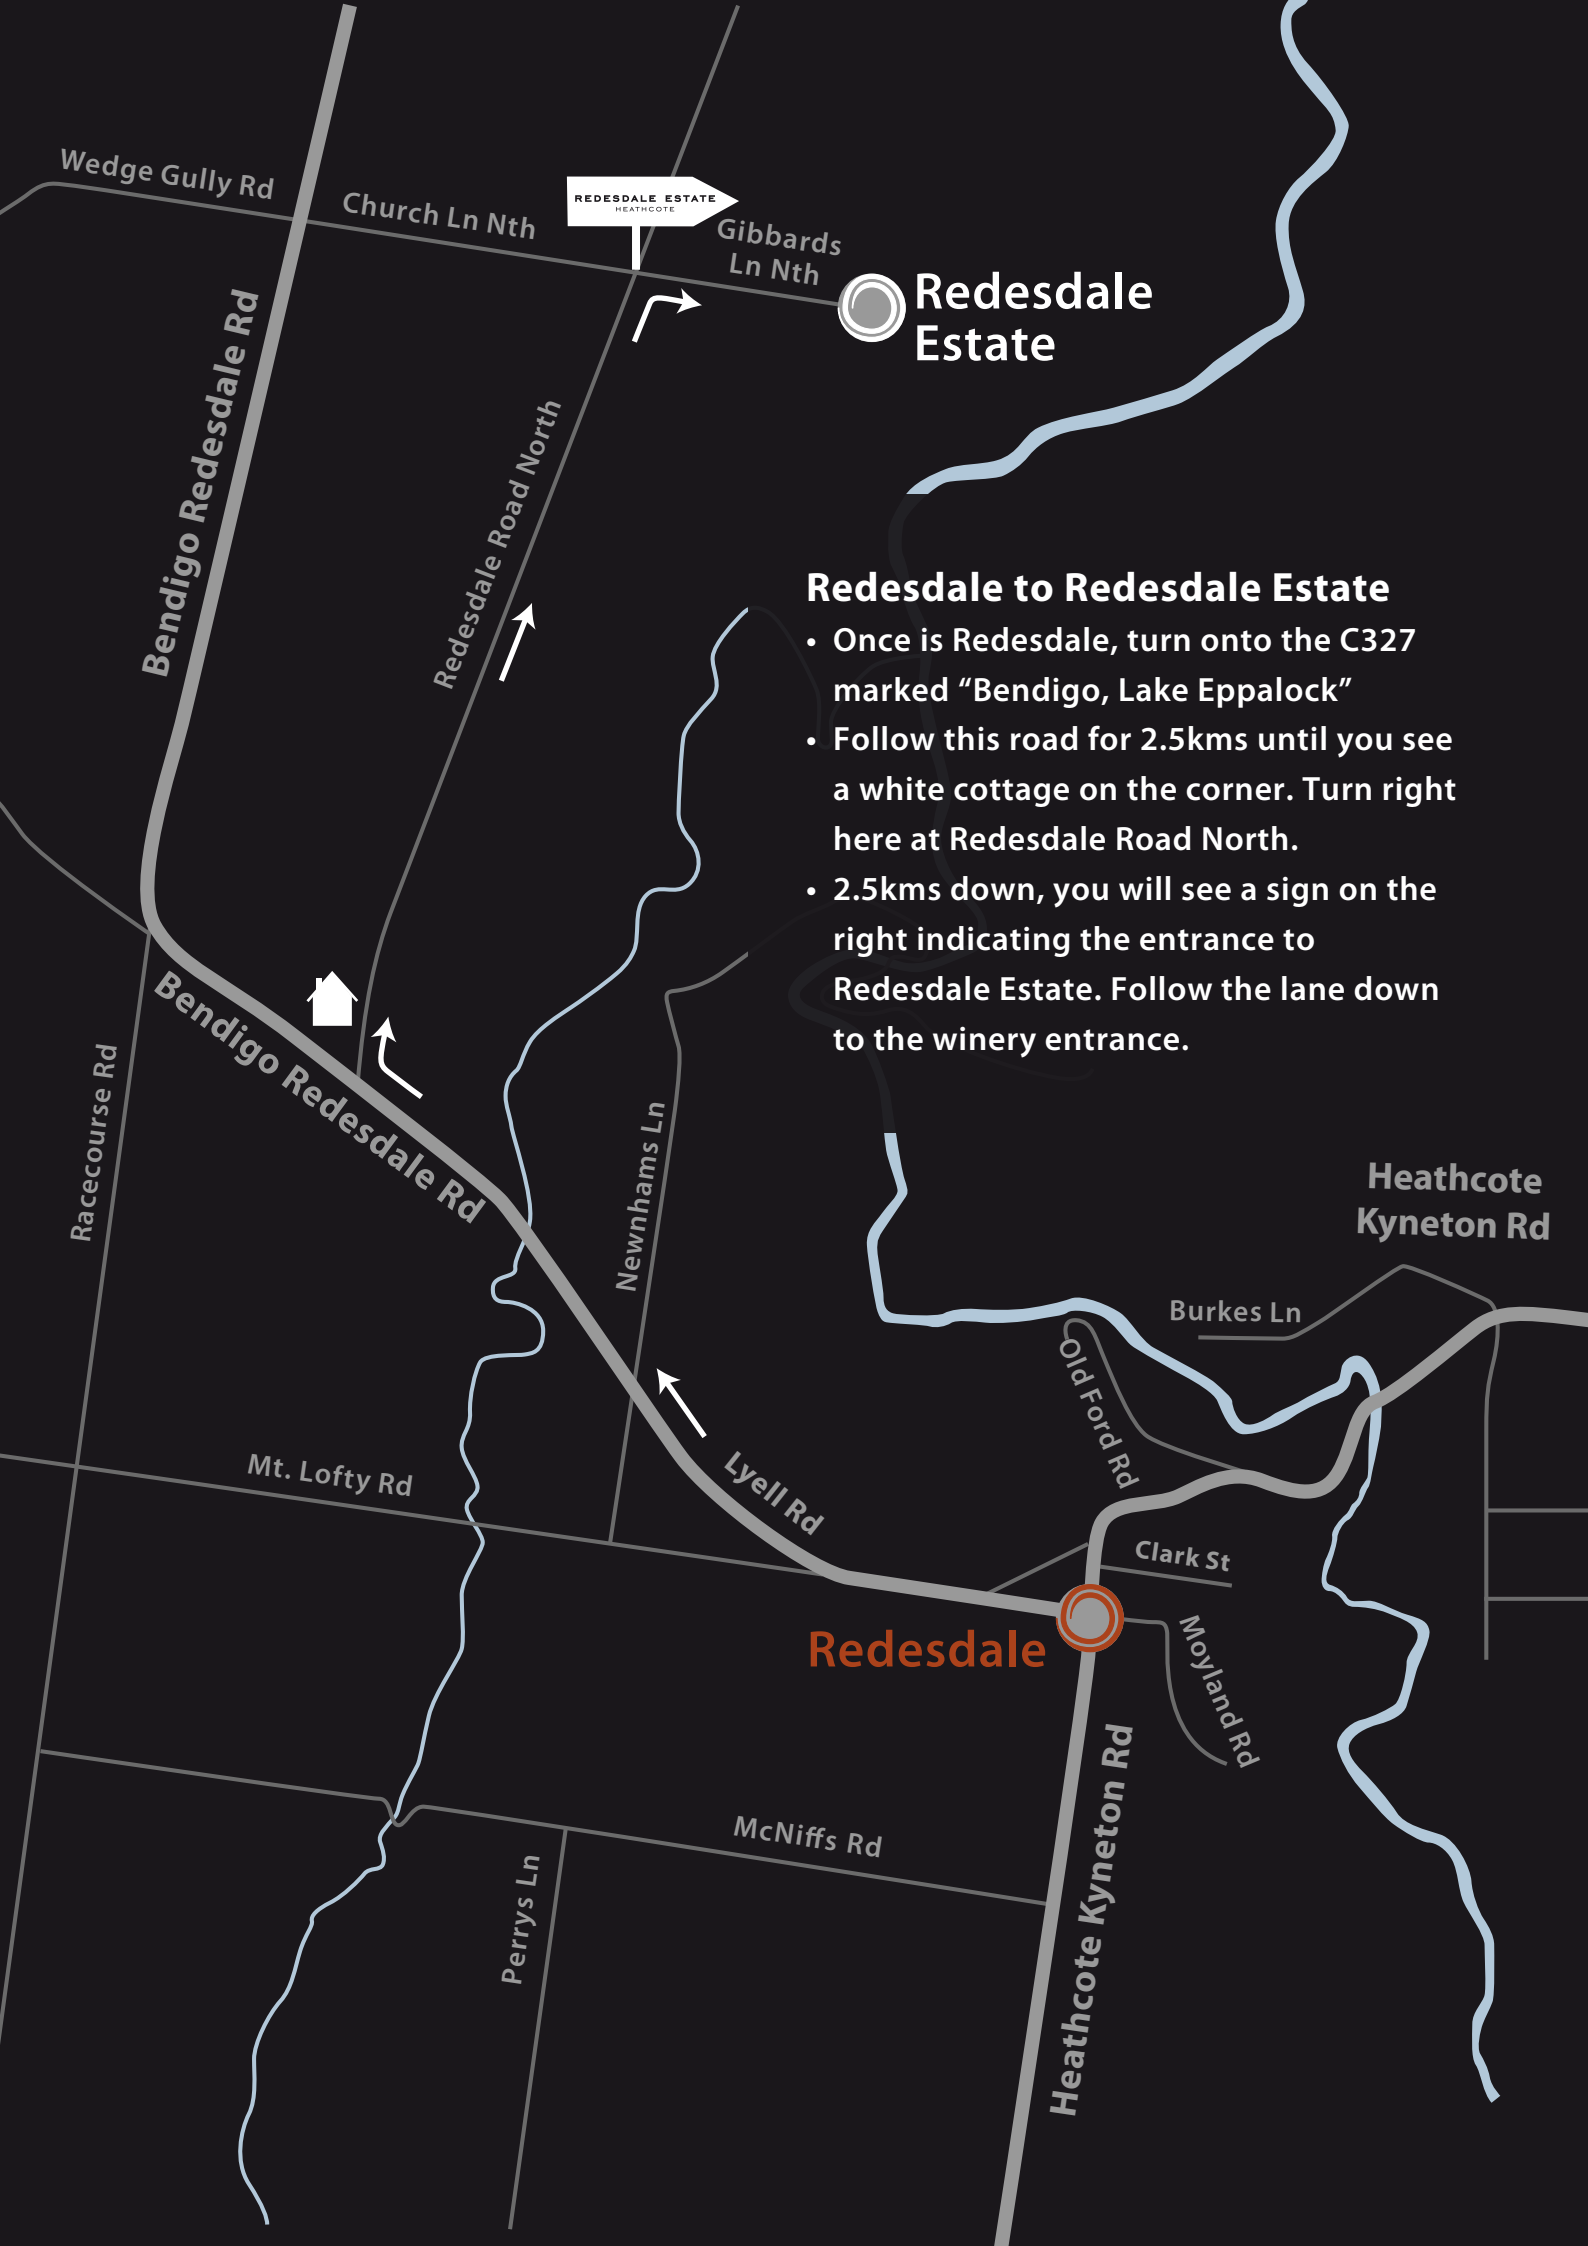 Wedge Gully Rd
Church Ln Nth
REDESDALE ESTATE
HEATHCOTE
Gibbards
Ln Nth
Redesdale
Estate
Bendigo Redesdale Rd
Redesdale Road North
Redesdale to Redesdale Estate
• Once is Redesdale, turn onto the C327
marked “Bendigo, Lake Eppalock”
• Follow this road for 2.5kms until you see
a white cottage on the corner. Turn right
here at Redesdale Road North.
• 2.5kms down, you will see a sign on the
right indicating the entrance to
Redesdale Estate. Follow the lane down
to the winery entrance.
Bendigo Redesdale Rd
Racecourse Rd
Newnhams Ln
Heathcote
Kyneton Rd
Burkes Ln
Old Ford Rd
Mt. Lofty Rd
Lyell Rd
Clark St
Redesdale
Moyland Rd
Heathcote Kyneton Rd
McNiffs Rd
Perrys Ln